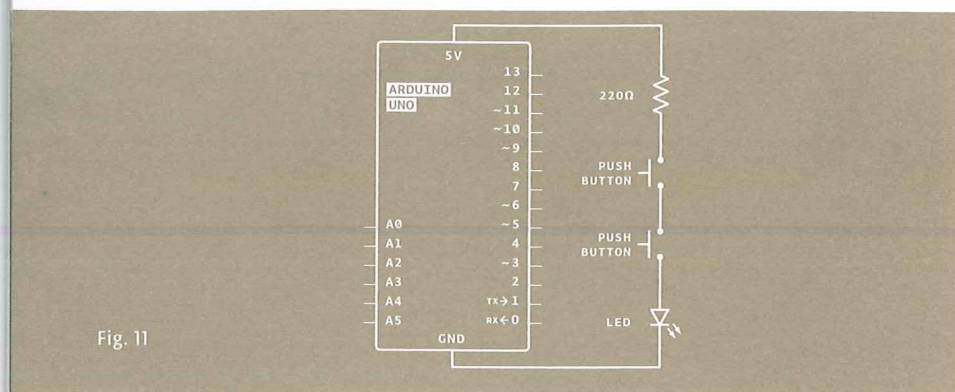 5V
ARDUINO
UNO
13
12
~11
~10
~9
8
7
~6
~5
4
~3
2
TX→1
RX←0
A0
A1
A2
A3
A4
A5
GND
220Ω
PUSH
BUTTON
PUSH
BUTTON
LED
Fig. 11